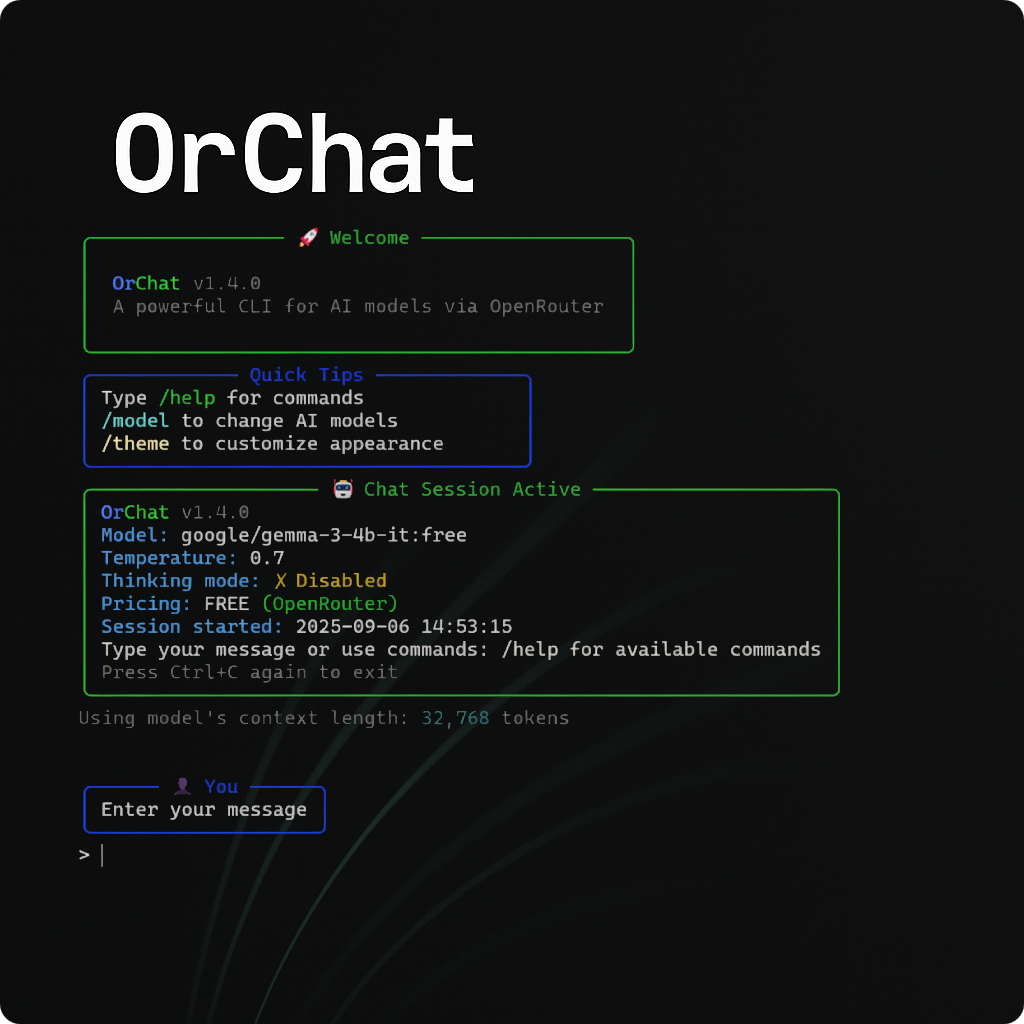 OrChat
🚀 Welcome
OrChat v1.4.0
A powerful CLI for AI models via OpenRouter
Quick Tips
Type /help for commands
/model to change AI models
/theme to customize appearance
🤖 Chat Session Active
OrChat v1.4.0
Model: google/gemma-3-4b-it:free
Temperature: 0.7
Thinking mode: ✗ Disabled
Pricing: FREE (OpenRouter)
Session started: 2025-09-06 14:53:15
Type your message or use commands: /help for available commands
Press Ctrl+C again to exit
Using model's context length: 32,768 tokens
👤 You
Enter your message
>